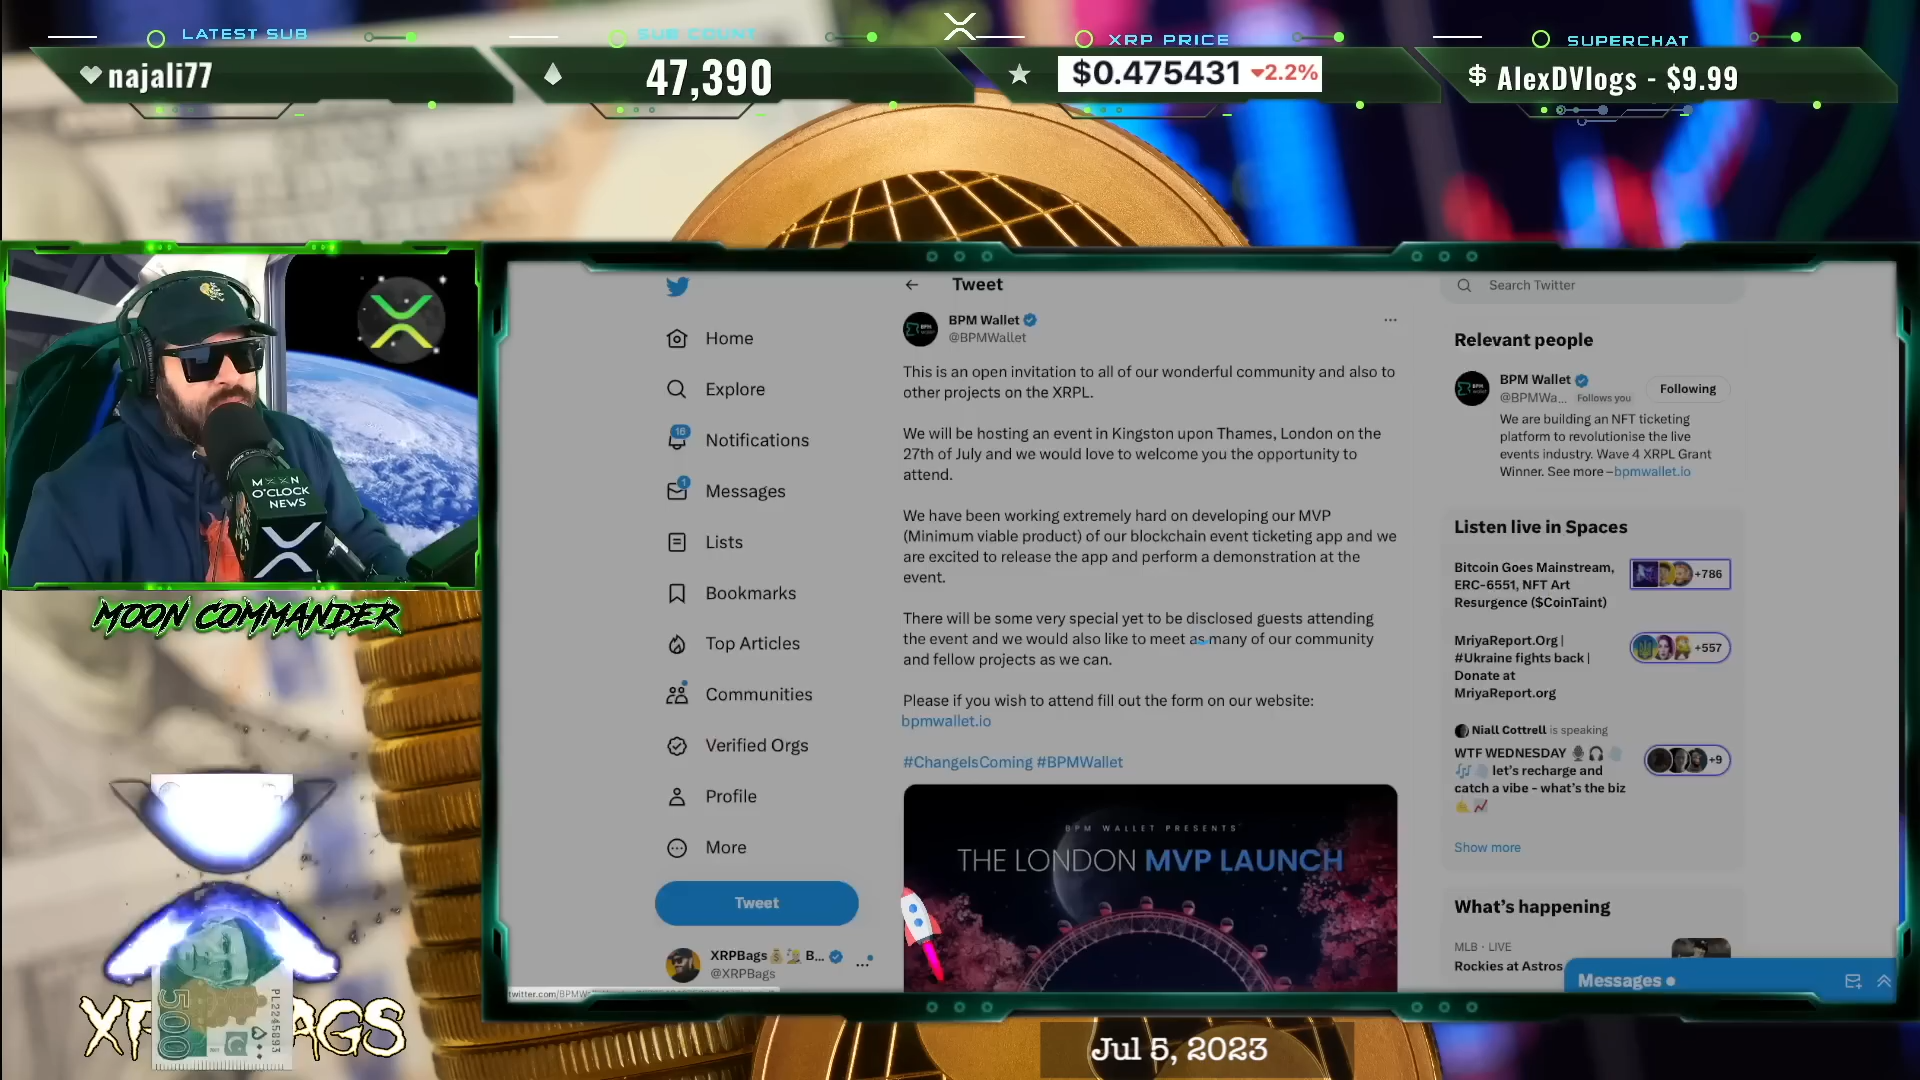 LATEST SUB
najali77
SUB COUNT
47,390
XRP PRICE
$0.475431 ▾2.2%
SUPERCHAT
$ AlexDVlogs - $9.99
MOON
O'CLOCK
NEWS
MOON COMMANDER
500
PL2245093
Home
Explore
16
Notifications
1
Messages
Lists
Bookmarks
Top Articles
Communities
Verified Orgs
Profile
More
Tweet
XRPBags B...
@XRPBags
Tweet
BPM Wallet
@BPMWallet
This is an open invitation to all of our wonderful community and also to
other projects on the XRPL.
We will be hosting an event in Kingston upon Thames, London on the
27th of July and we would love to welcome you the opportunity to
attend.
We have been working extremely hard on developing our MVP
(Minimum viable product) of our blockchain event ticketing app and we
are excited to release the app and perform a demonstration at the
event.
There will be some very special yet to be disclosed guests attending
the event and we would also like to meet as many of our community
and fellow projects as we can.
Please if you wish to attend fill out the form on our website:
bpmwallet.io
#ChangeIsComing #BPMWallet
BPM WALLET PRESENTS
THE LONDON MVP LAUNCH
Search Twitter
Relevant people
BPM Wallet
@BPMWa... Follows you
Following
We are building an NFT ticketing
platform to revolutionise the live
events industry. Wave 4 XRPL Grant
Winner. See more – bpmwallet.io
Listen live in Spaces
Bitcoin Goes Mainstream,
ERC-6551, NFT Art
Resurgence ($CoinTaint)
+786
MriyaReport.Org |
#Ukraine fights back |
Donate at
MriyaReport.org
+557
Niall Cottrell is speaking
WTF WEDNESDAY
let's recharge and
catch a vibe - what's the biz
+9
Show more
What's happening
MLB · LIVE
Rockies at Astros
Messages
Jul 5, 2023